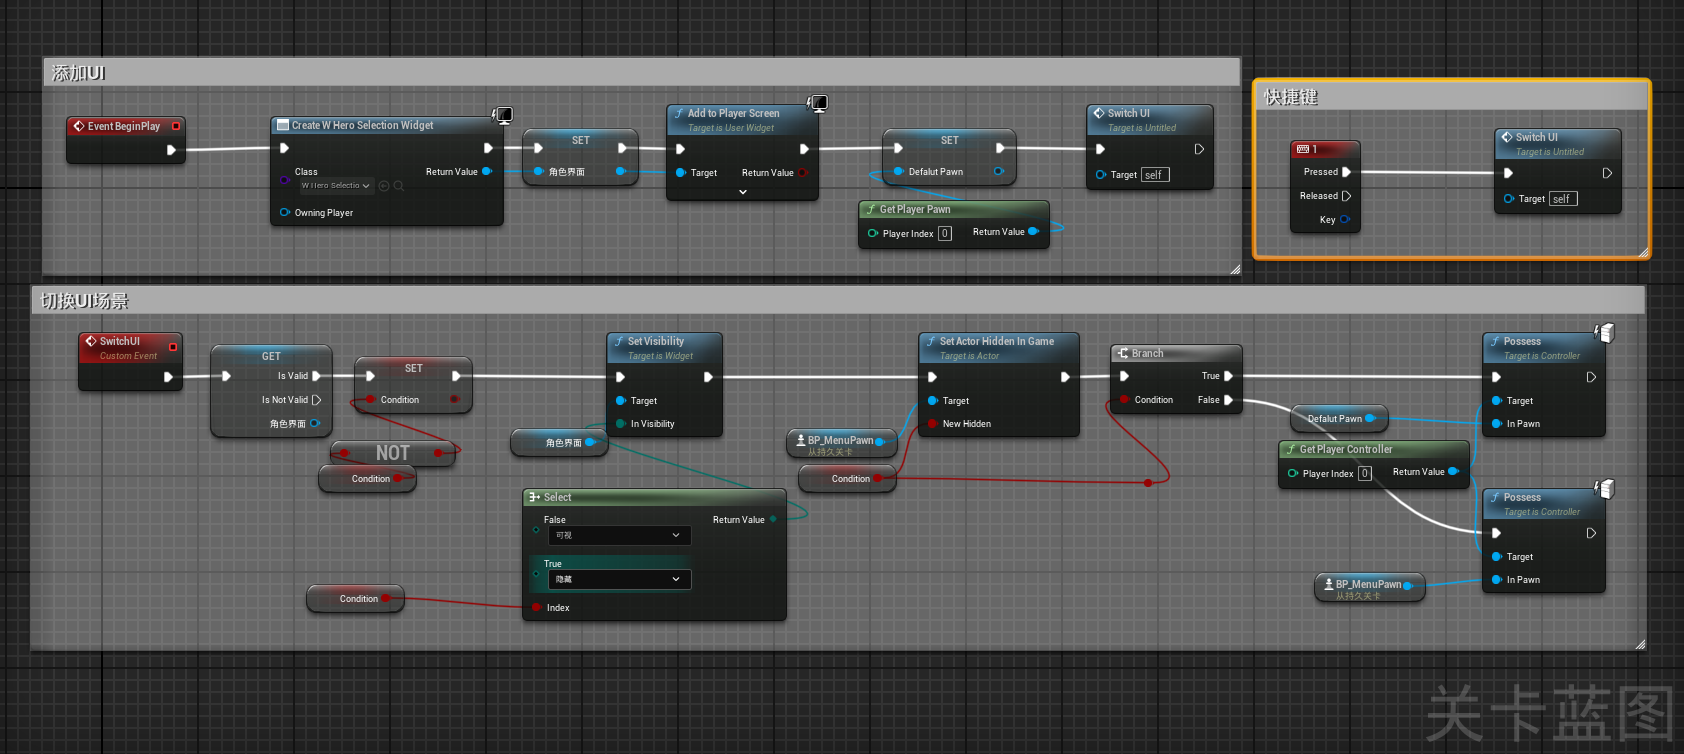 添加UI
Event BeginPlay
Create W Hero Selection Widget
Class
W Hero Selectio
Return Value
Owning Player
SET
角色界面
Add to Player Screen
Target is User Widget
Target
Return Value
SET
Defalut Pawn
Get Player Pawn
Player Index 0
Return Value
Switch UI
Target is Untitled
Target self
快捷键
1
Pressed
Released
Key
Switch UI
Target is Untitled
Target self
切换UI场景
SwitchUI
Custom Event
GET
Is Valid
Is Not Valid
角色界面
SET
Condition
NOT
Condition
Set Visibility
Target is Widget
Target
In Visibility
角色界面
Select
False
可视
Return Value
True
隐藏
Index
Condition
Set Actor Hidden In Game
Target is Actor
Target
New Hidden
BP_MenuPawn
从持久关卡
Condition
Branch
True
Condition
False
Possess
Target is Controller
Target
In Pawn
Defalut Pawn
Get Player Controller
Player Index 0
Return Value
Possess
Target is Controller
Target
In Pawn
BP_MenuPawn
从持久关卡
关卡蓝图